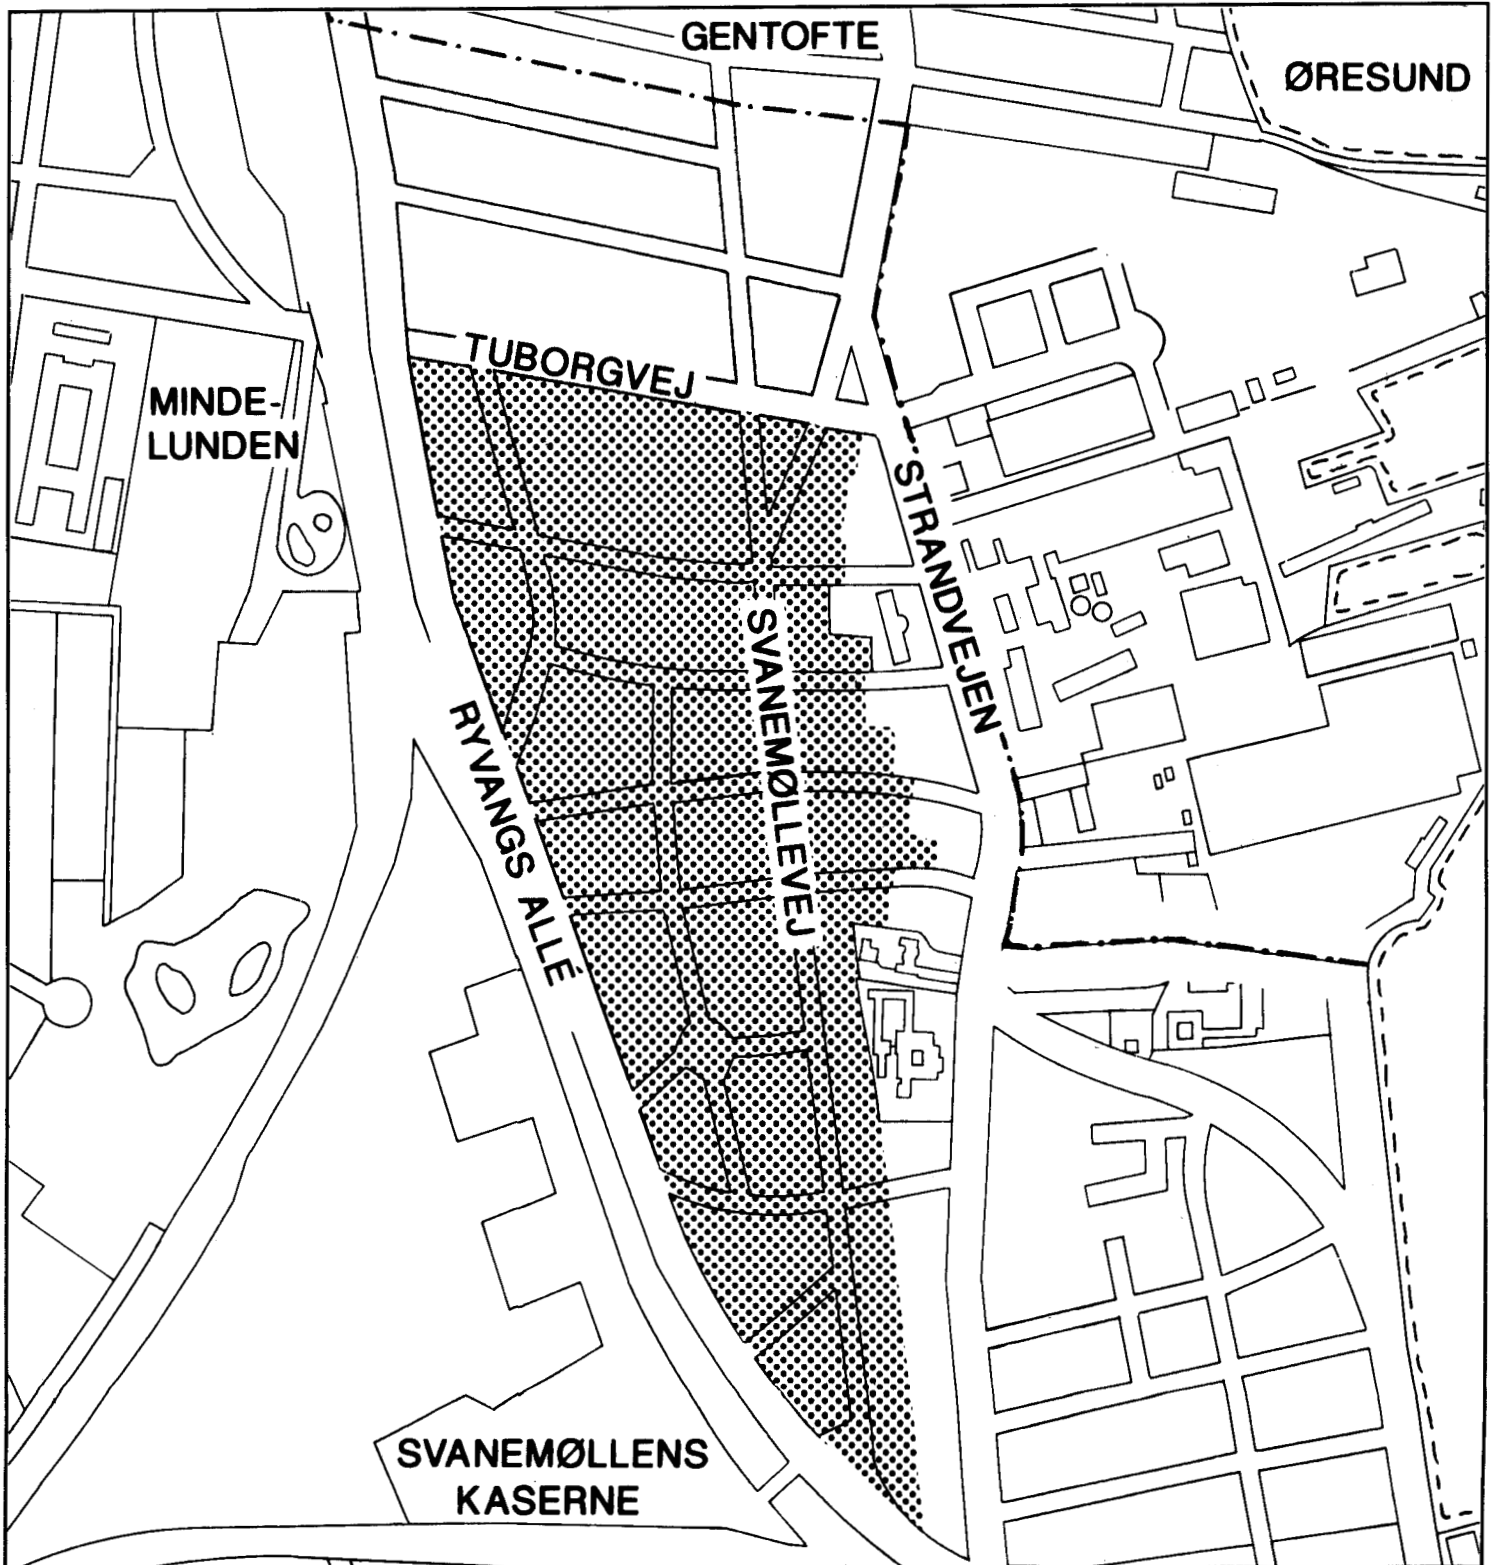 GENTOFTE
ØRESUND
TUBORGVEJ
MINDE-
LUNDEN
STRANDVEJEN
SVANEMØLLEVEJ
RYVANGS ALLÉ
SVANEMØLLENS
KASERNE